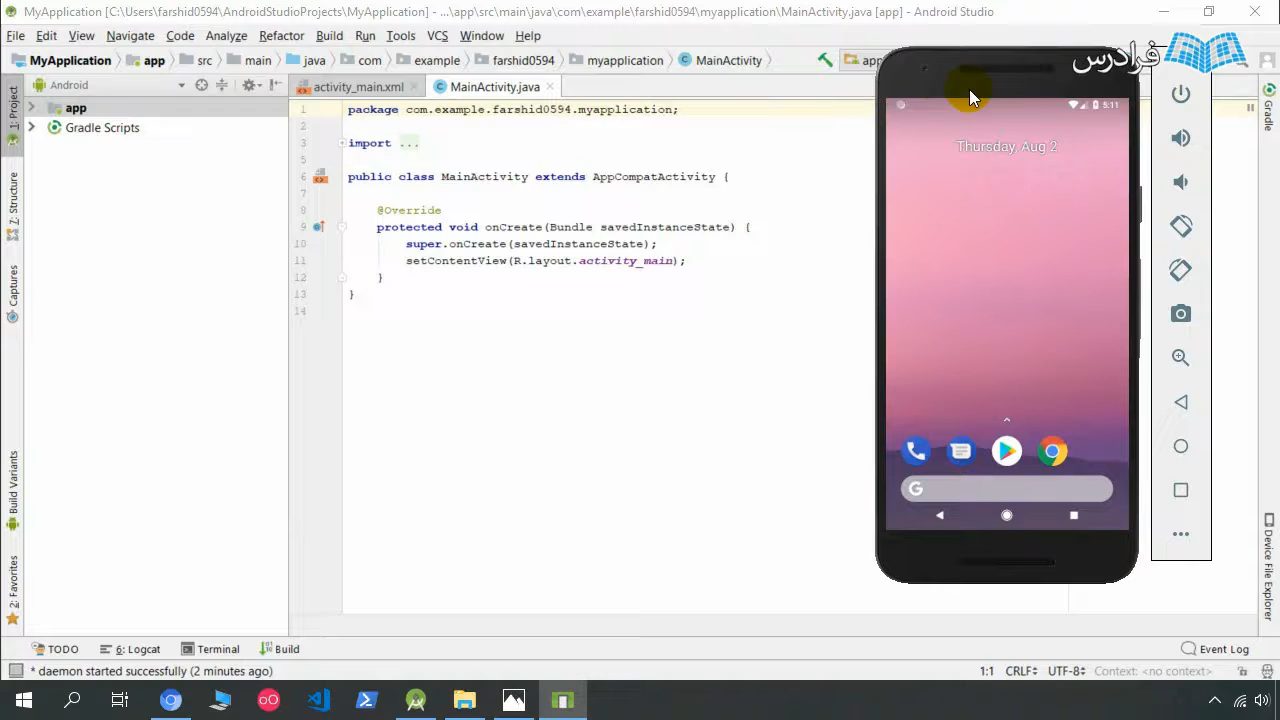 MyApplication [C:\Users\farshid0594\AndroidStudioProjects\MyApplication] - ...\app\src\main\java\com\example\farshid0594\myapplication\MainActivity.java [app] - Android Studio
File Edit View Navigate Code Analyze Refactor Build Run Tools VCS Window Help
MyApplication app src main java com example farshid0594 myapplication MainActivity app
فرادرس
Android
activity_main.xml MainActivity.java
1: Project
app
Gradle Scripts
Z: Structure
Captures
Build Variants
2: Favorites
1 package com.example.farshid0594.myapplication;
2
3 import ...
5
6 public class MainActivity extends AppCompatActivity {
7
8 @Override
9 protected void onCreate(Bundle savedInstanceState) {
10 super.onCreate(savedInstanceState);
11 setContentView(R.layout.activity_main);
12 }
13 }
14
5:11
Thursday, Aug 2
G
Gradle
Device File Explorer
TODO 6: Logcat Terminal Build Event Log
* daemon started successfully (2 minutes ago) 1:1 CRLF UTF-8 Context: <no context>